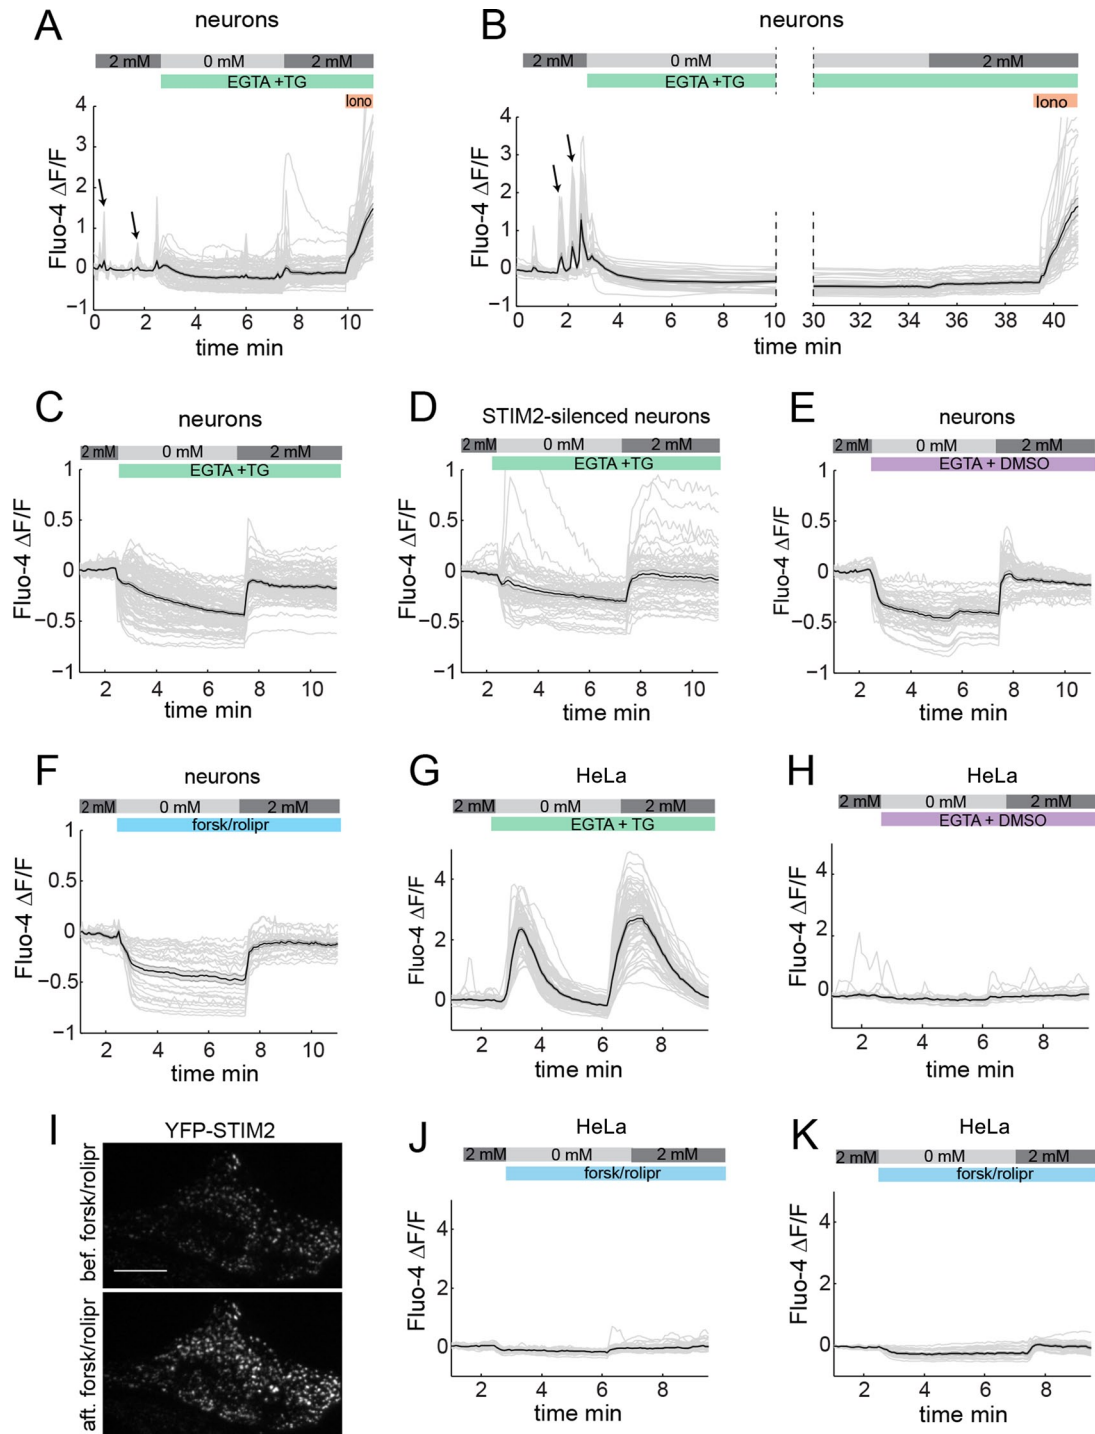 A
neurons
2 mM 0 mM 2 mM
EGTA +TG
Iono
Fluo-4 ΔF/F
4
3
2
1
0
−1
0 2 4 6 8 10
time min
B
neurons
2 mM 0 mM 2 mM
EGTA +TG
Iono
Fluo-4 ΔF/F
4
3
2
1
0
−1
0 2 4 6 8 10 30 32 34 36 38 40
time min
C
neurons
2 mM 0 mM 2 mM
EGTA +TG
Fluo-4 ΔF/F
1
0.5
0
−0.5
−1
2 4 6 8 10
time min
D
STIM2-silenced neurons
2 mM 0 mM 2 mM
EGTA +TG
Fluo-4 ΔF/F
1
0.5
0
−0.5
−1
2 4 6 8 10
time min
E
neurons
2 mM 0 mM 2 mM
EGTA + DMSO
Fluo-4 ΔF/F
1
0.5
0
−0.5
−1
2 4 6 8 10
time min
F
neurons
2 mM 0 mM 2 mM
forsk/rolipr
Fluo-4 ΔF/F
1
0.5
0
−0.5
−1
2 4 6 8 10
time min
G
HeLa
2 mM 0 mM 2 mM
EGTA + TG
Fluo-4 ΔF/F
4
2
0
2 4 6 8
time min
H
HeLa
2 mM 0 mM 2 mM
EGTA + DMSO
Fluo-4 ΔF/F
4
2
0
2 4 6 8
time min
I
YFP-STIM2
bef. forsk/rolipr
aft. forsk/rolipr
J
HeLa
2 mM 0 mM 2 mM
forsk/rolipr
Fluo-4 ΔF/F
4
2
0
2 4 6 8
time min
K
HeLa
2 mM 0 mM 2 mM
forsk/rolipr
Fluo-4 ΔF/F
4
2
0
2 4 6 8
time min